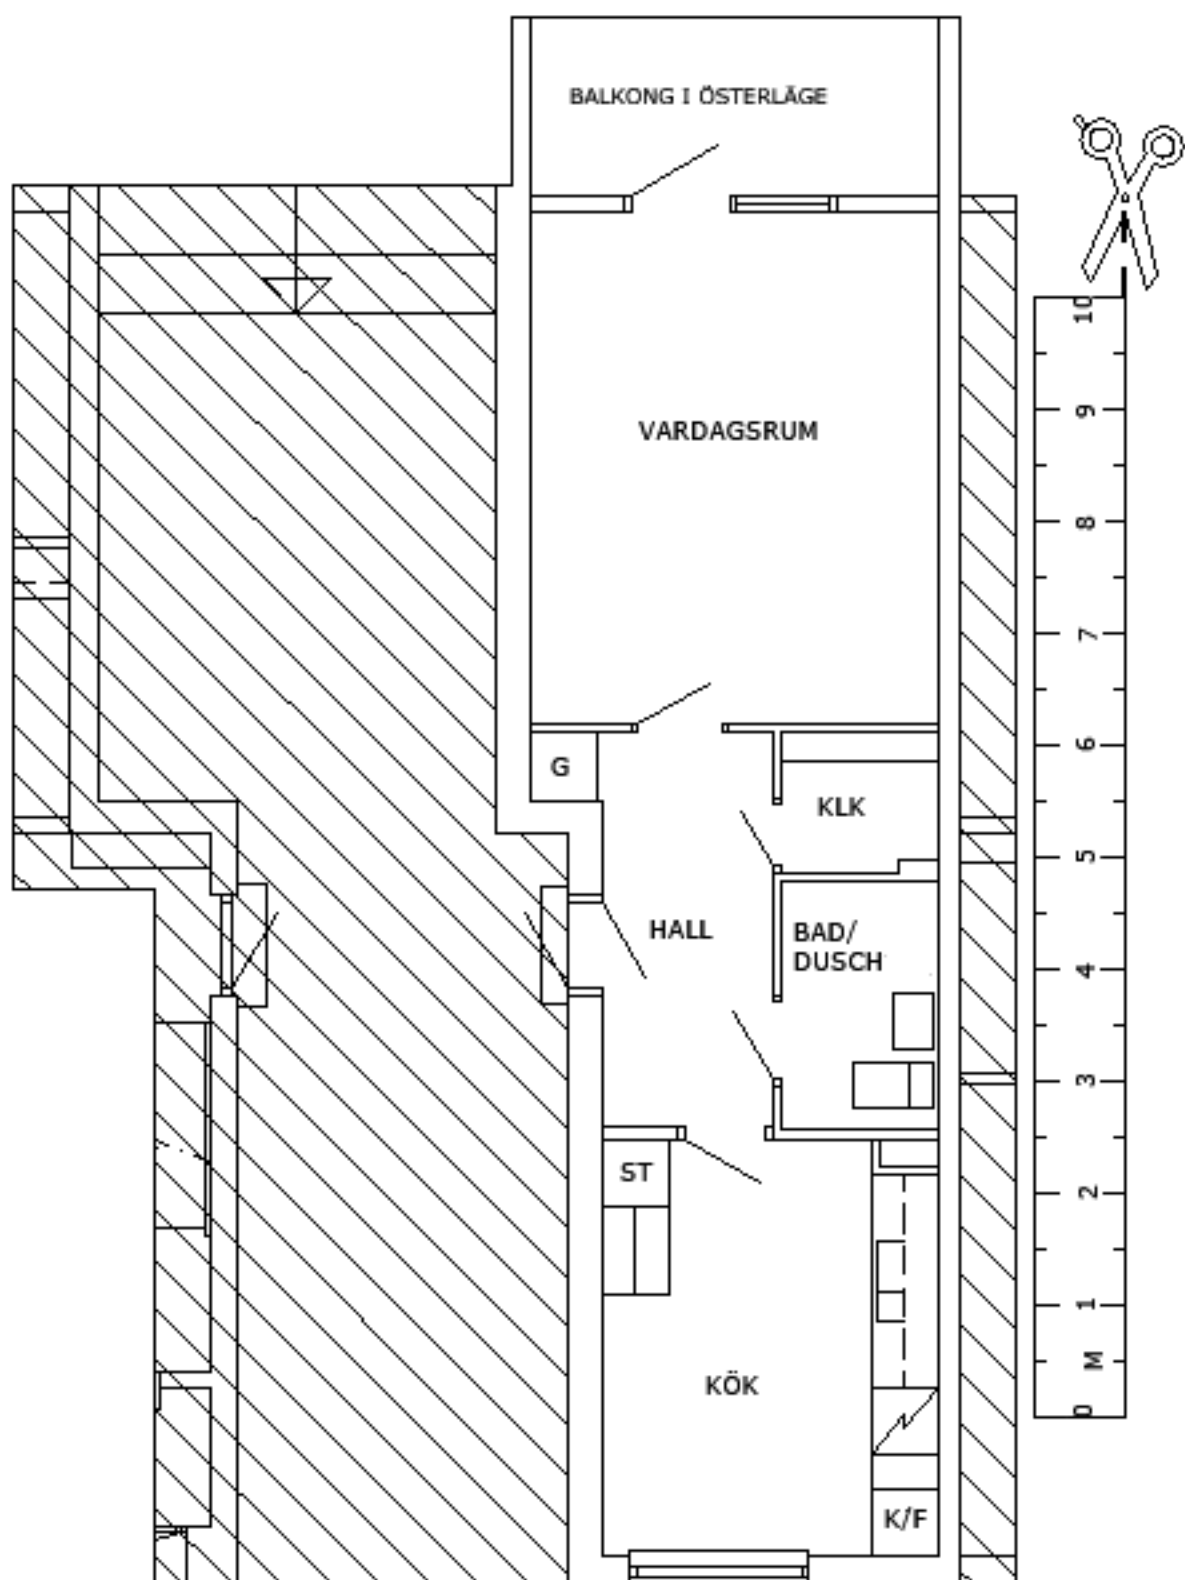 BALKONG I ÖSTERLÄGE
VARDAGSRUM
G
KLK
HALL
BAD/
DUSCH
ST
KÖK
K/F
10
9
8
7
6
5
4
3
2
1
M
0